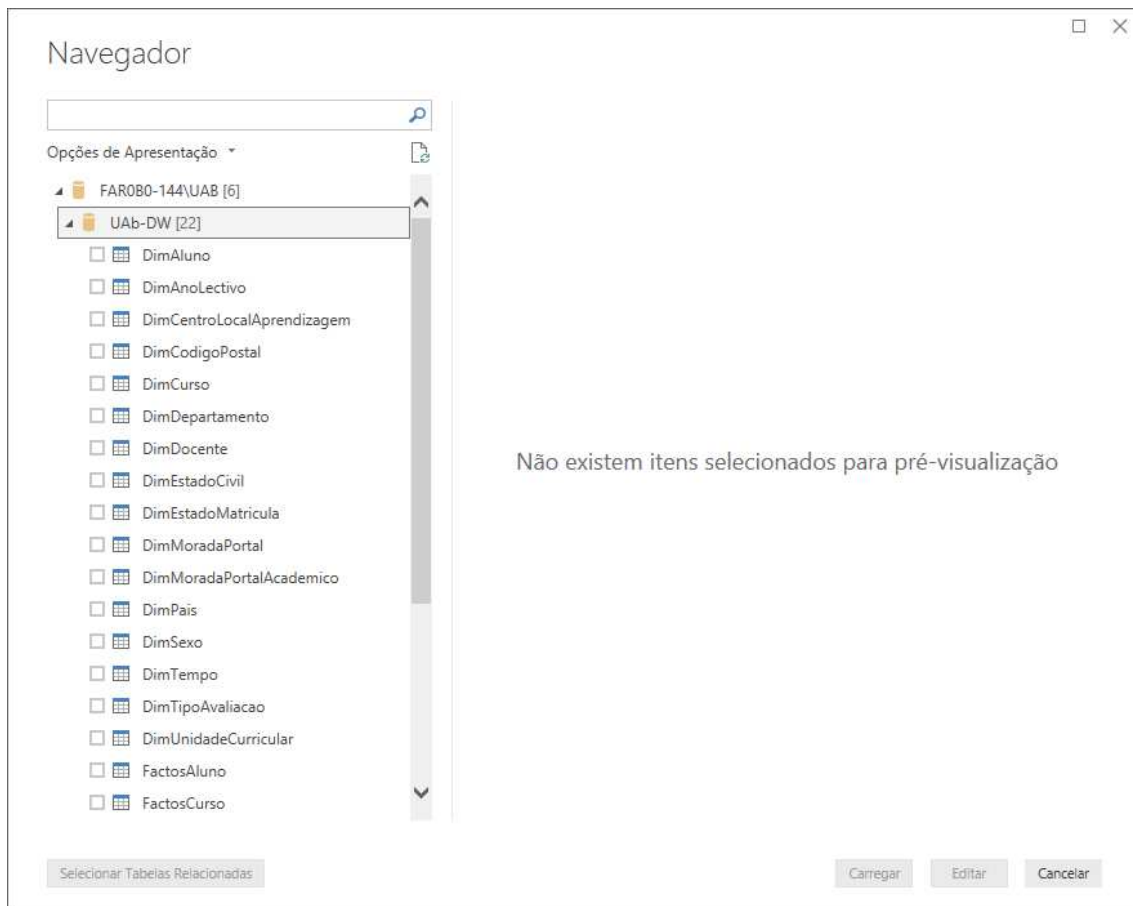 Navegador
Opções de Apresentação
FAR0B0-144\UAB [6]
UAb-DW [22]
DimAluno
DimAnoLectivo
DimCentroLocalAprendizagem
DimCodigoPostal
DimCurso
DimDepartamento
DimDocente
DimEstadoCivil
DimEstadoMatricula
DimMoradaPortal
DimMoradaPortalAcademico
DimPais
DimSexo
DimTempo
DimTipoAvaliacao
DimUnidadeCurricular
FactosAluno
FactosCurso
Não existem itens selecionados para pré-visualização
Selecionar Tabelas Relacionadas
Carregar
Editar
Cancelar